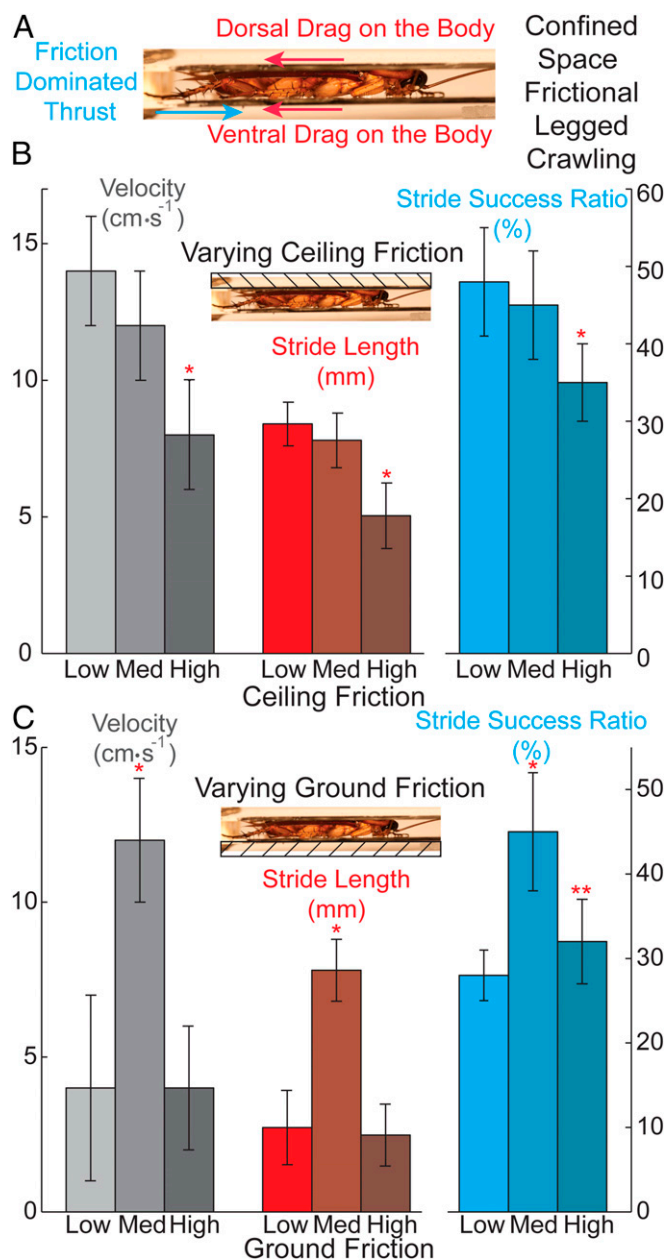 A
Friction
Dominated
Thrust
Dorsal Drag on the Body
Ventral Drag on the Body
Confined
Space
Frictional
Legged
Crawling
B
Velocity
(cm·s⁻¹)
Varying Ceiling Friction
Stride Length
(mm)
Stride Success Ratio
(%)
15
10
5
0
*
*
*
60
50
40
30
20
10
0
Low Med High
Low Med High
Low Med High
Ceiling Friction
C
Velocity
(cm·s⁻¹)
Varying Ground Friction
Stride Length
(mm)
Stride Success Ratio
(%)
15
10
5
0
*
*
*
**
50
40
30
20
10
0
Low Med High
Low Med High
Low Med High
Ground Friction